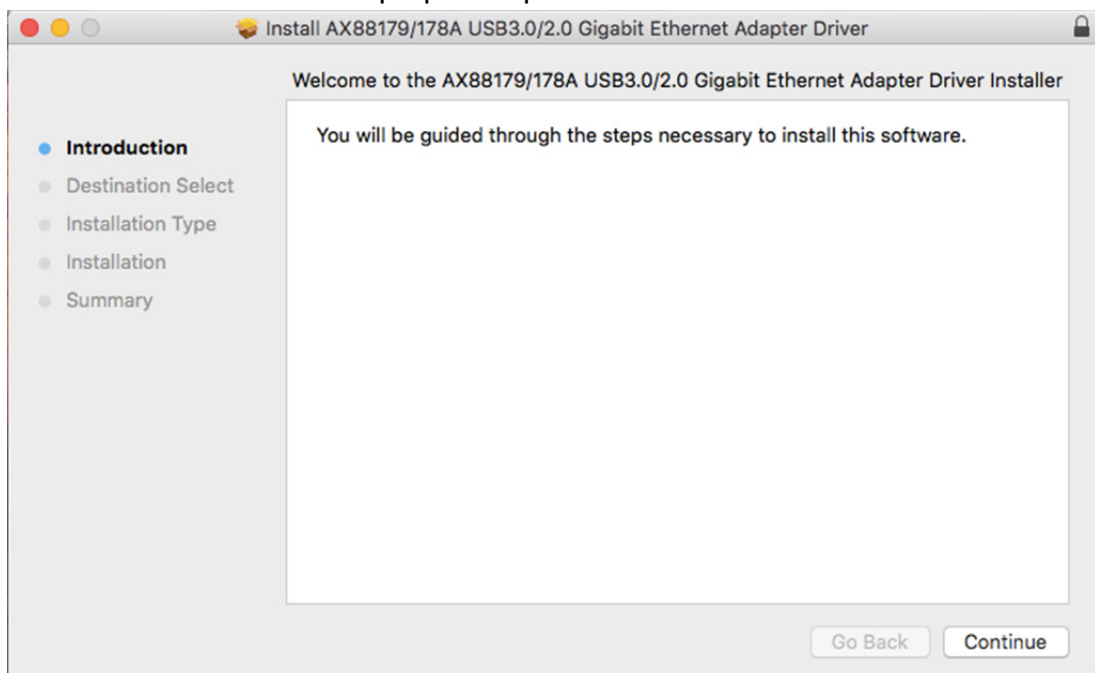 Install AX88179/178A USB3.0/2.0 Gigabit Ethernet Adapter Driver
Welcome to the AX88179/178A USB3.0/2.0 Gigabit Ethernet Adapter Driver Installer
You will be guided through the steps necessary to install this software.
Introduction
Destination Select
Installation Type
Installation
Summary
Go Back
Continue